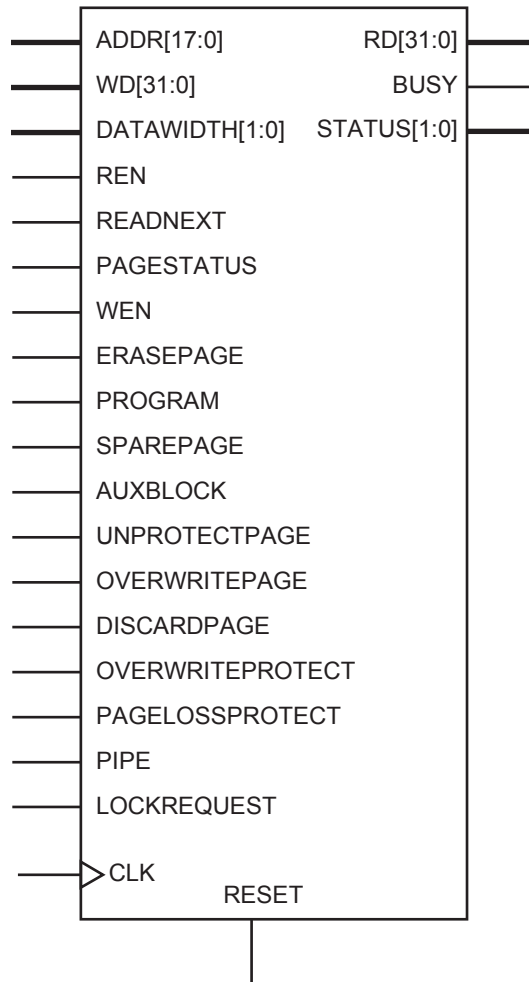 ADDR[17:0] RD[31:0]
WD[31:0] BUSY
DATAWIDTH[1:0] STATUS[1:0]
REN
READNEXT
PAGESTATUS
WEN
ERASEPAGE
PROGRAM
SPAREPAGE
AUXBLOCK
UNPROTECTPAGE
OVERWRITEPAGE
DISCARDPAGE
OVERWRITEPROTECT
PAGELOSSPROTECT
PIPE
LOCKREQUEST
CLK
RESET